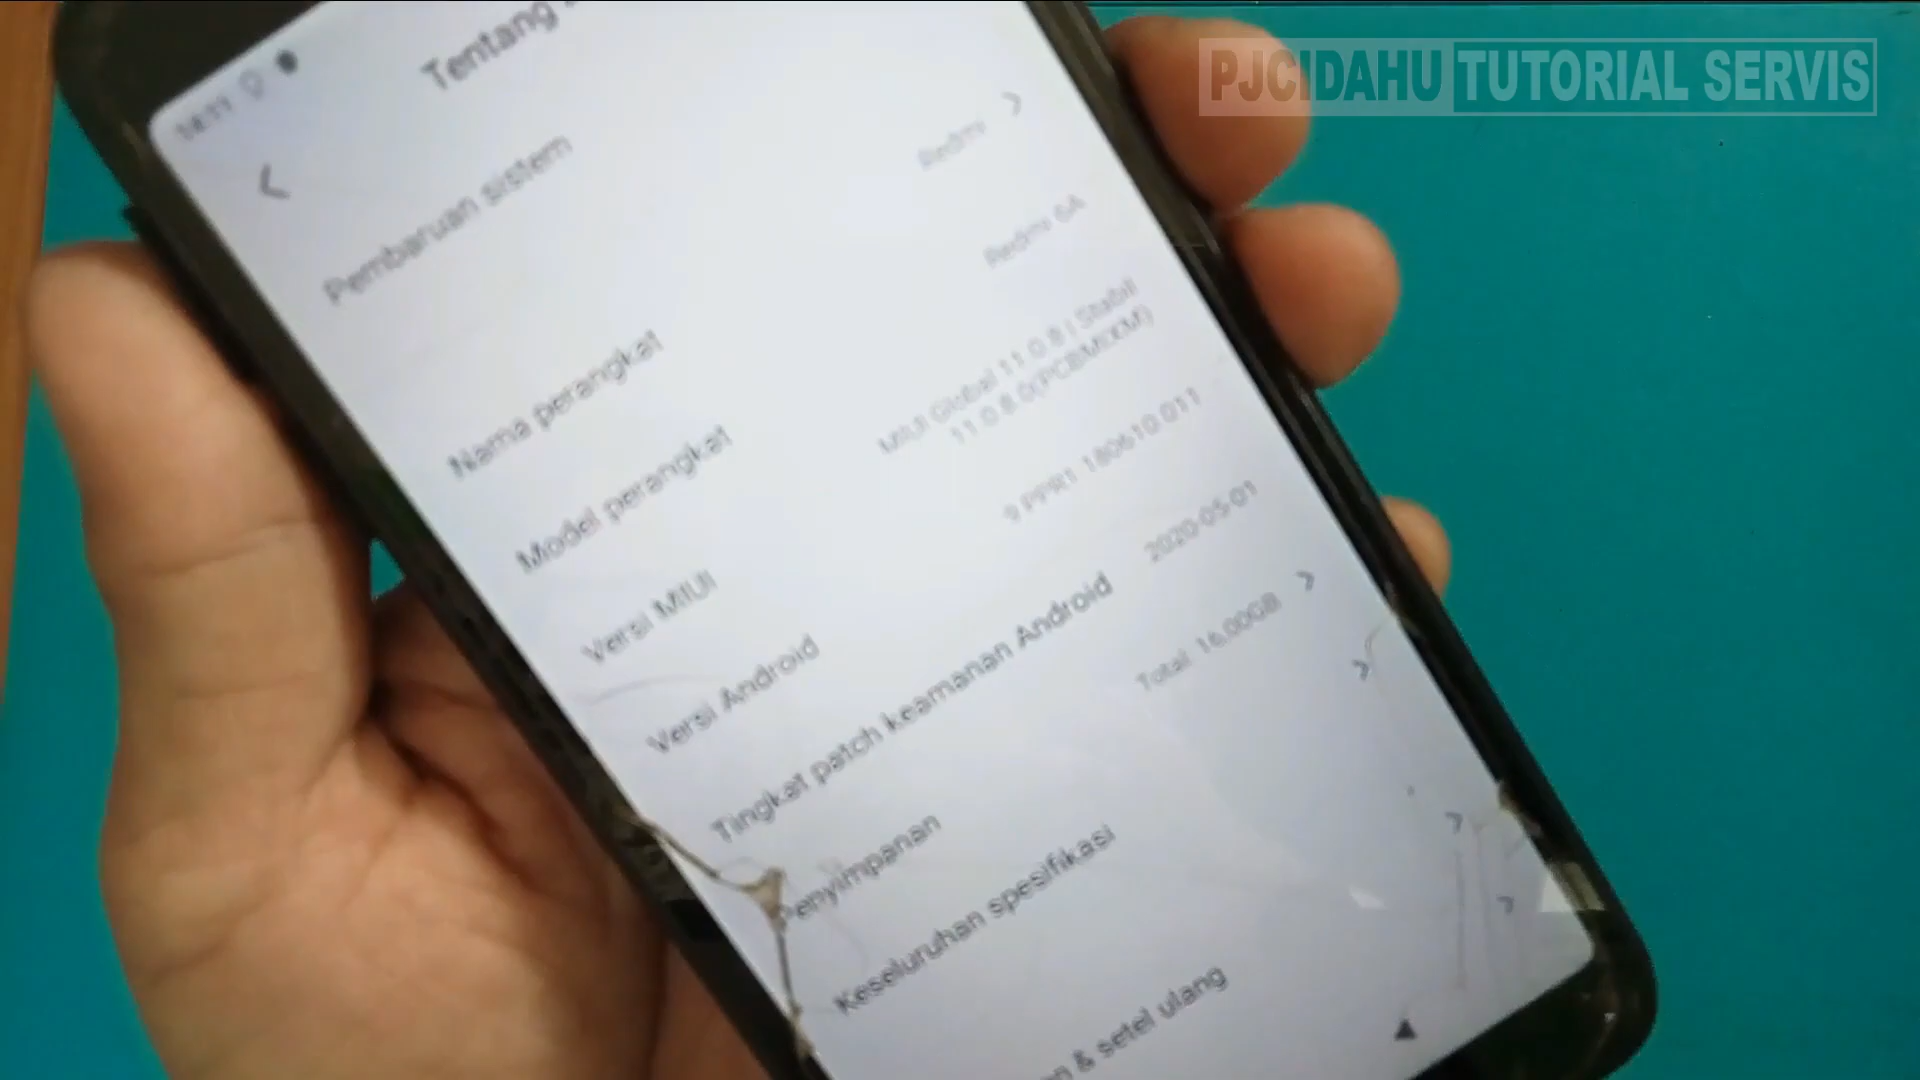 PJCIDAHU TUTORIAL SERVIS
Tentang
Pembaruan sistem
Nama perangkat
Redmi
Model perangkat
Redmi 6A
Versi MIUI
MIUI Global 11.0.8 | Stabil
11.0.8.0(PCBMIXM)
Versi Android
9 PPR1.180610.011
Tingkat patch keamanan Android
2020-05-01
Penyimpanan
Total: 16,00GB
Keseluruhan spesifikasi
& setel ulang